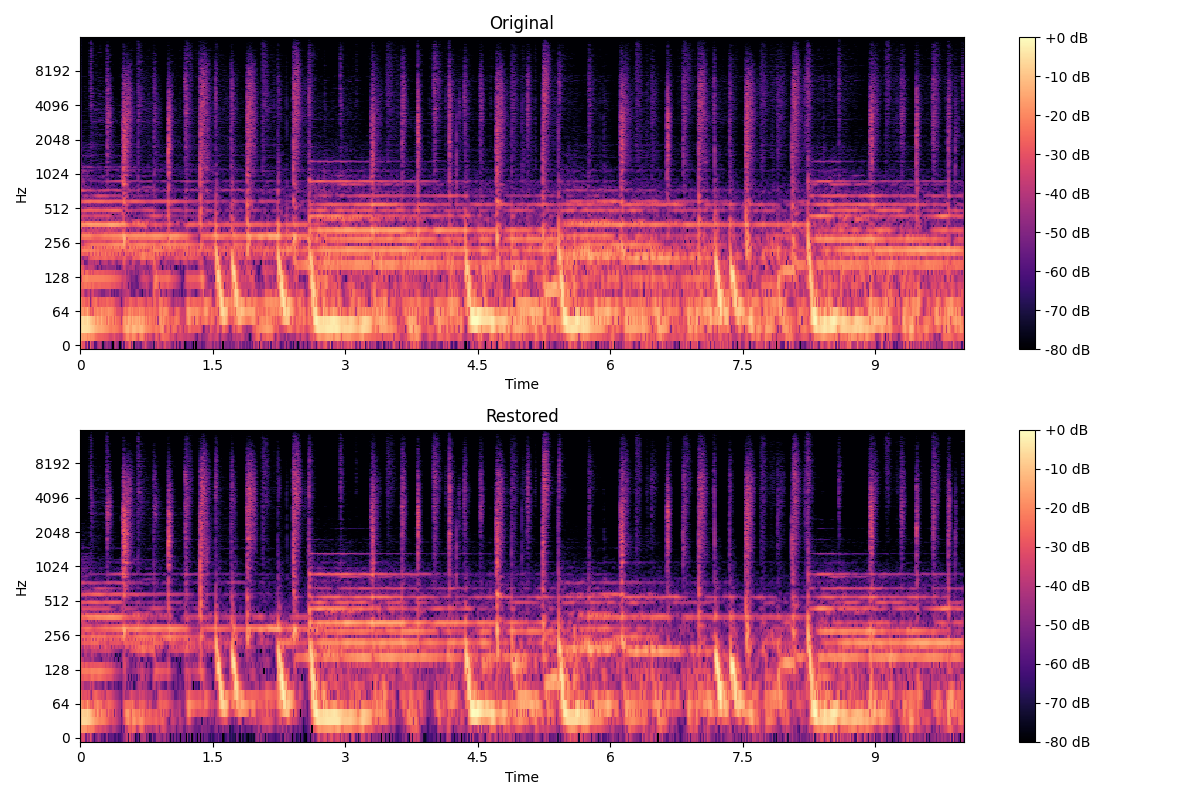 Original
Hz
8192
4096
2048
1024
512
256
128
64
0
0 1.5 3 4.5 6 7.5 9
Time
+0 dB
-10 dB
-20 dB
-30 dB
-40 dB
-50 dB
-60 dB
-70 dB
-80 dB
Restored
Hz
8192
4096
2048
1024
512
256
128
64
0
0 1.5 3 4.5 6 7.5 9
Time
+0 dB
-10 dB
-20 dB
-30 dB
-40 dB
-50 dB
-60 dB
-70 dB
-80 dB